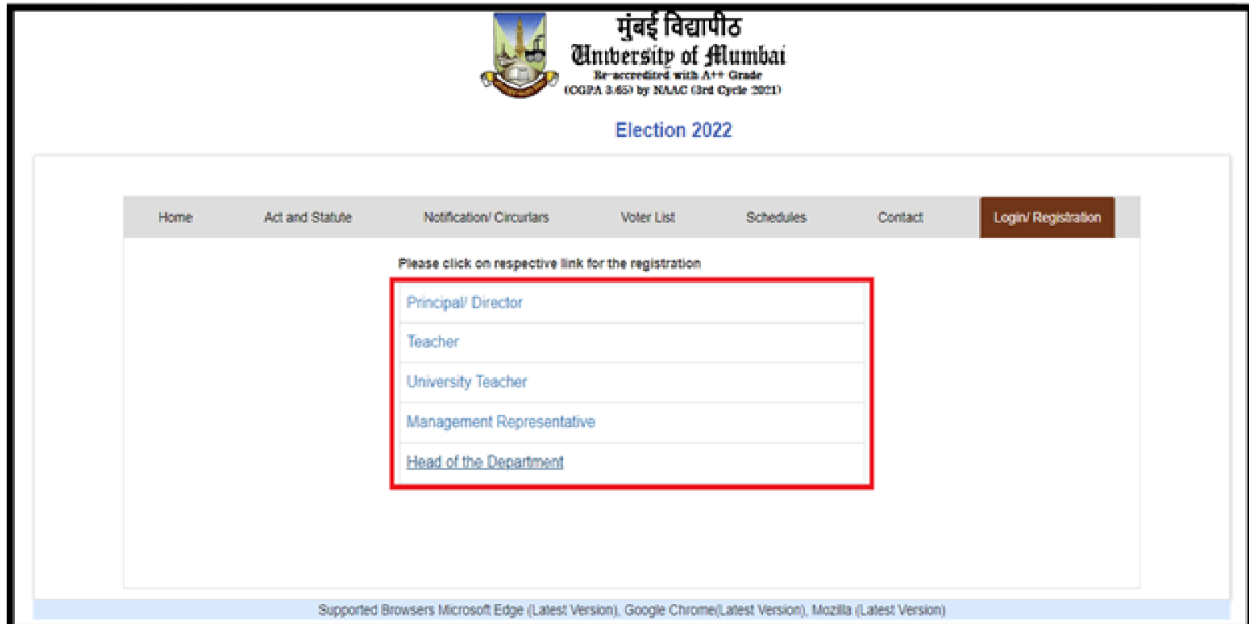 मुंबई विद्यापीठ
University of Mumbai
Re-accredited with A++ Grade
(CGPA 3.65) by NAAC (3rd Cycle 2021)
Election 2022
Home Act and Statute Notification/ Circurlars Voter List Schedules Contact Login/ Registration
Please click on respective link for the registration
Principal/ Director
Teacher
University Teacher
Management Representative
Head of the Department
Supported Browsers Microsoft Edge (Latest Version), Google Chrome(Latest Version), Mozilla (Latest Version)